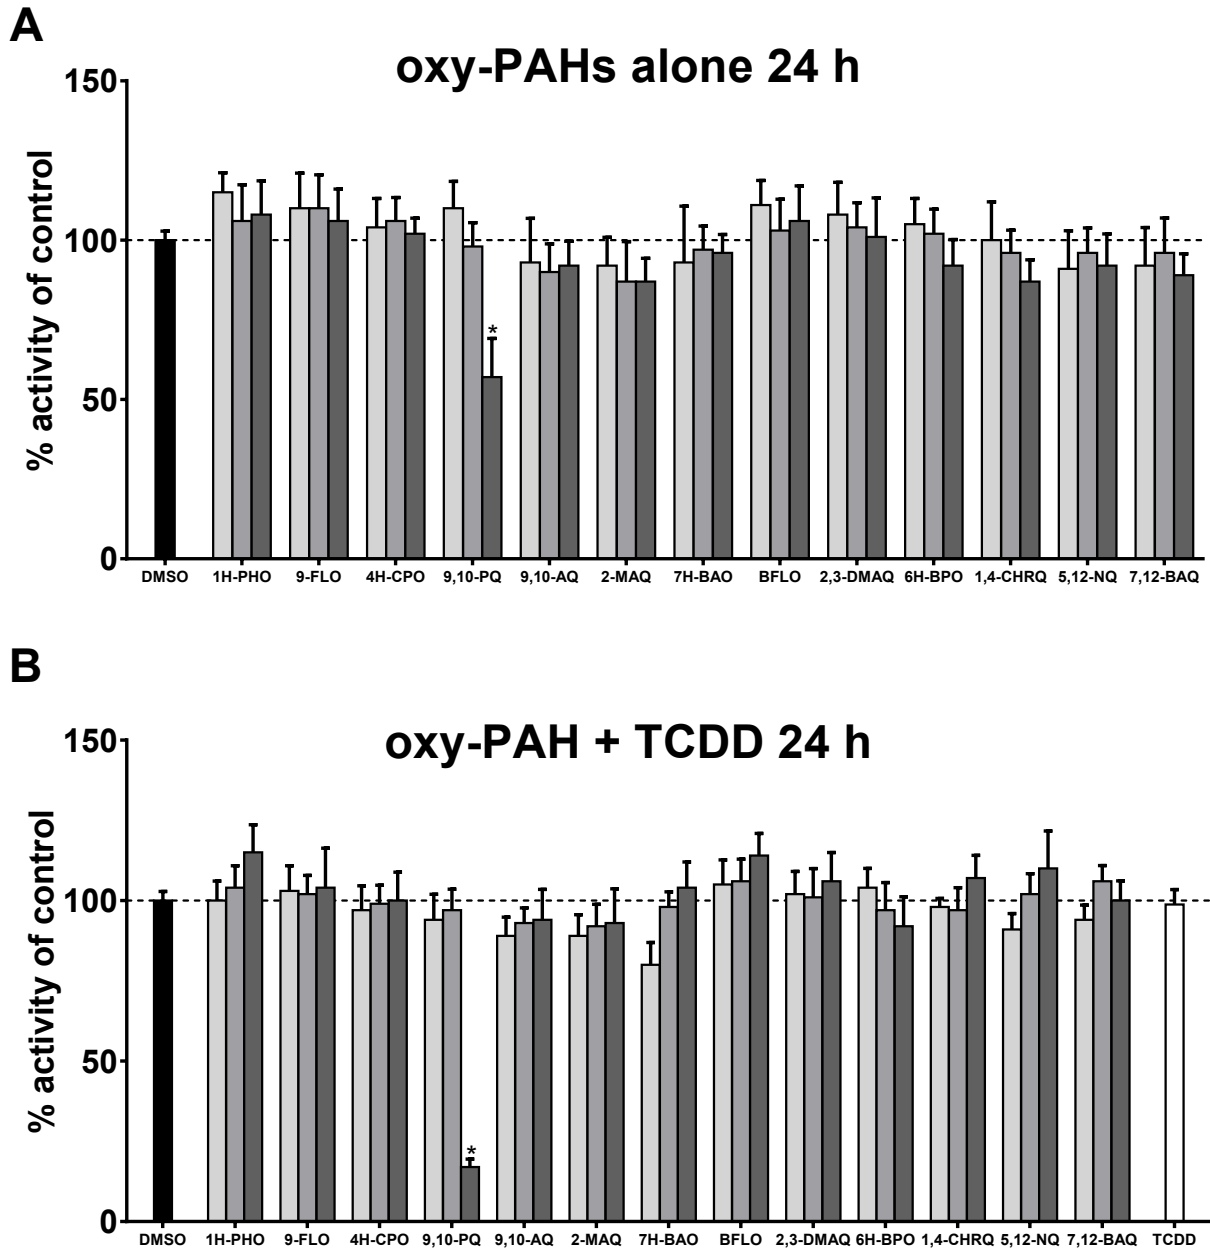 A
oxy-PAHs alone 24 h
150
100
50
0
% activity of control
*
DMSO 1H-PHO 9-FLO 4H-CPO 9,10-PQ 9,10-AQ 2-MAQ 7H-BAO BFLO 2,3-DMAQ 6H-BPO 1,4-CHRQ 5,12-NQ 7,12-BAQ
B
oxy-PAH + TCDD 24 h
150
100
50
0
% activity of control
*
DMSO 1H-PHO 9-FLO 4H-CPO 9,10-PQ 9,10-AQ 2-MAQ 7H-BAO BFLO 2,3-DMAQ 6H-BPO 1,4-CHRQ 5,12-NQ 7,12-BAQ TCDD